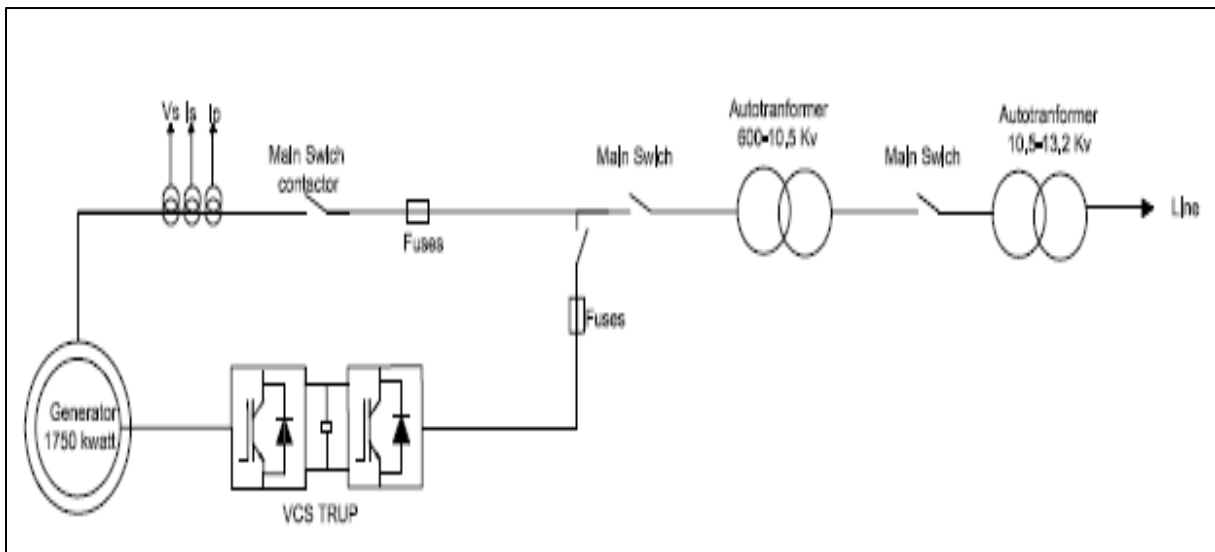 Vs Is Ip
Main Swich
contactor
Fuses
Main Swich
Autotranformer
600-10,5 Kv
Main Swich
Autotranformer
10,5-13,2 Kv
Line
Fuses
Generator
1750 kwatt.
VCS TRUP